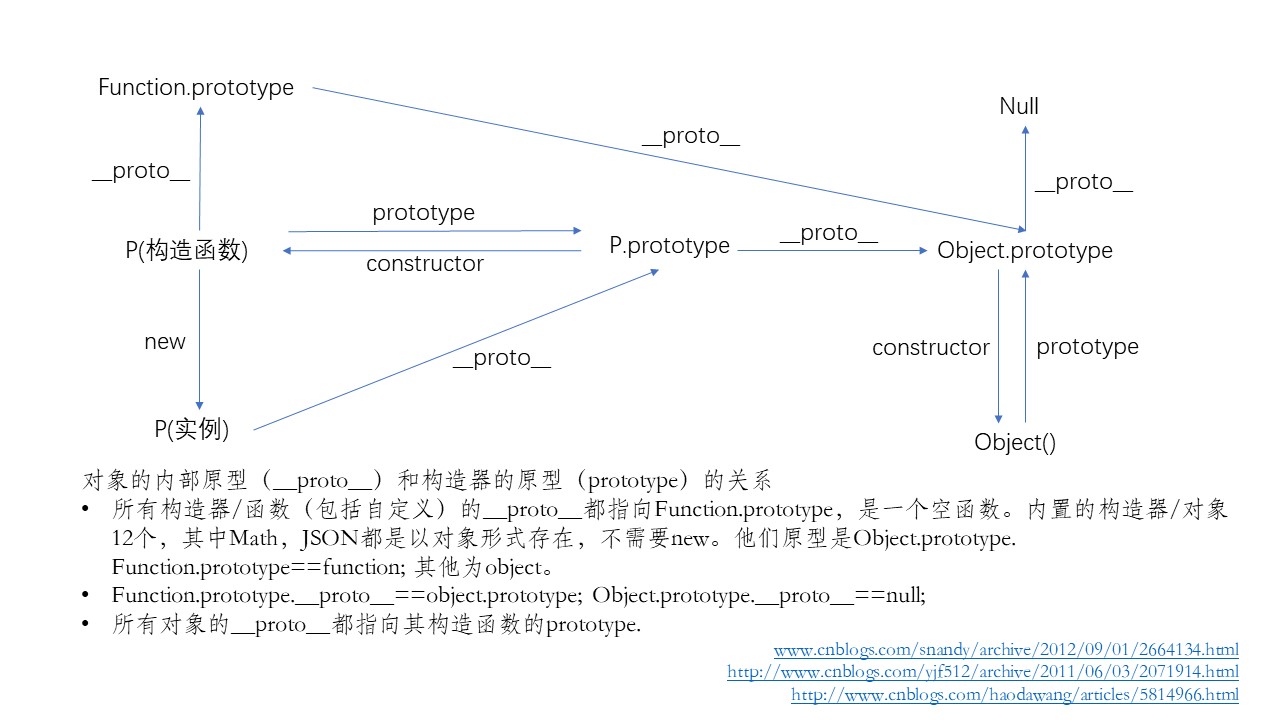 Function.prototype
Null
__proto__
__proto__
__proto__
prototype
P(构造函数)
P.prototype
__proto__
Object.prototype
constructor
new
constructor
prototype
__proto__
P(实例)
Object()
对象的内部原型（__proto__）和构造器的原型（prototype）的关系
• 所有构造器/函数（包括自定义）的__proto__都指向Function.prototype，是一个空函数。内置的构造器/对象
12个，其中Math，JSON都是以对象形式存在，不需要new。他们原型是Object.prototype.
Function.prototype==function; 其他为object。
• Function.prototype.__proto__==object.prototype; Object.prototype.__proto__==null;
• 所有对象的__proto__都指向其构造函数的prototype.
www.cnblogs.com/snandy/archive/2012/09/01/2664134.html
http://www.cnblogs.com/yjf512/archive/2011/06/03/2071914.html
http://www.cnblogs.com/haodawang/articles/5814966.html